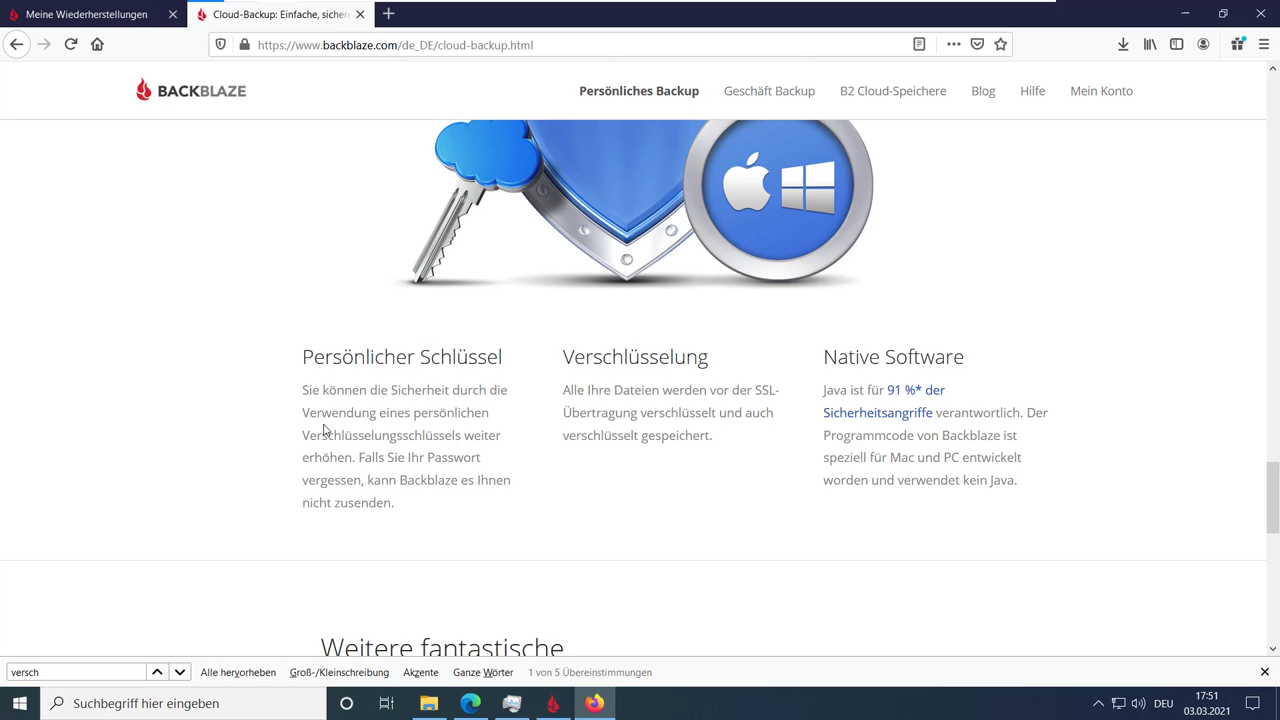 Meine Wiederherstellungen
Cloud-Backup: Einfache, sicher
https://www.backblaze.com/de_DE/cloud-backup.html
BACKBLAZE
Persönliches Backup
Geschäft Backup
B2 Cloud-Speichere
Blog
Hilfe
Mein Konto
Persönlicher Schlüssel
Sie können die Sicherheit durch die
Verwendung eines persönlichen
Verschlüsselungsschlüssels weiter
erhöhen. Falls Sie Ihr Passwort
vergessen, kann Backblaze es Ihnen
nicht zusenden.
Verschlüsselung
Alle Ihre Dateien werden vor der SSL-
Übertragung verschlüsselt und auch
verschlüsselt gespeichert.
Native Software
Java ist für 91 %* der
Sicherheitsangriffe verantwortlich. Der
Programmcode von Backblaze ist
speziell für Mac und PC entwickelt
worden und verwendet kein Java.
Weitere fantastische
versch
Alle hervorheben
Groß-/Kleinschreibung
Akzente
Ganze Wörter
1 von 5 Übereinstimmungen
Suchbegriff hier eingeben
DEU
17:51
03.03.2021